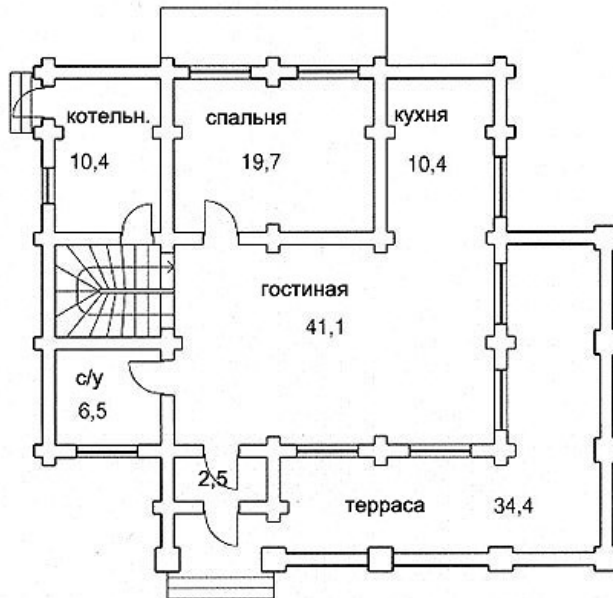 котельн.
10,4
спальня
19,7
кухня
10,4
гостиная
41,1
с/у
6,5
2,5
терраса
34,4